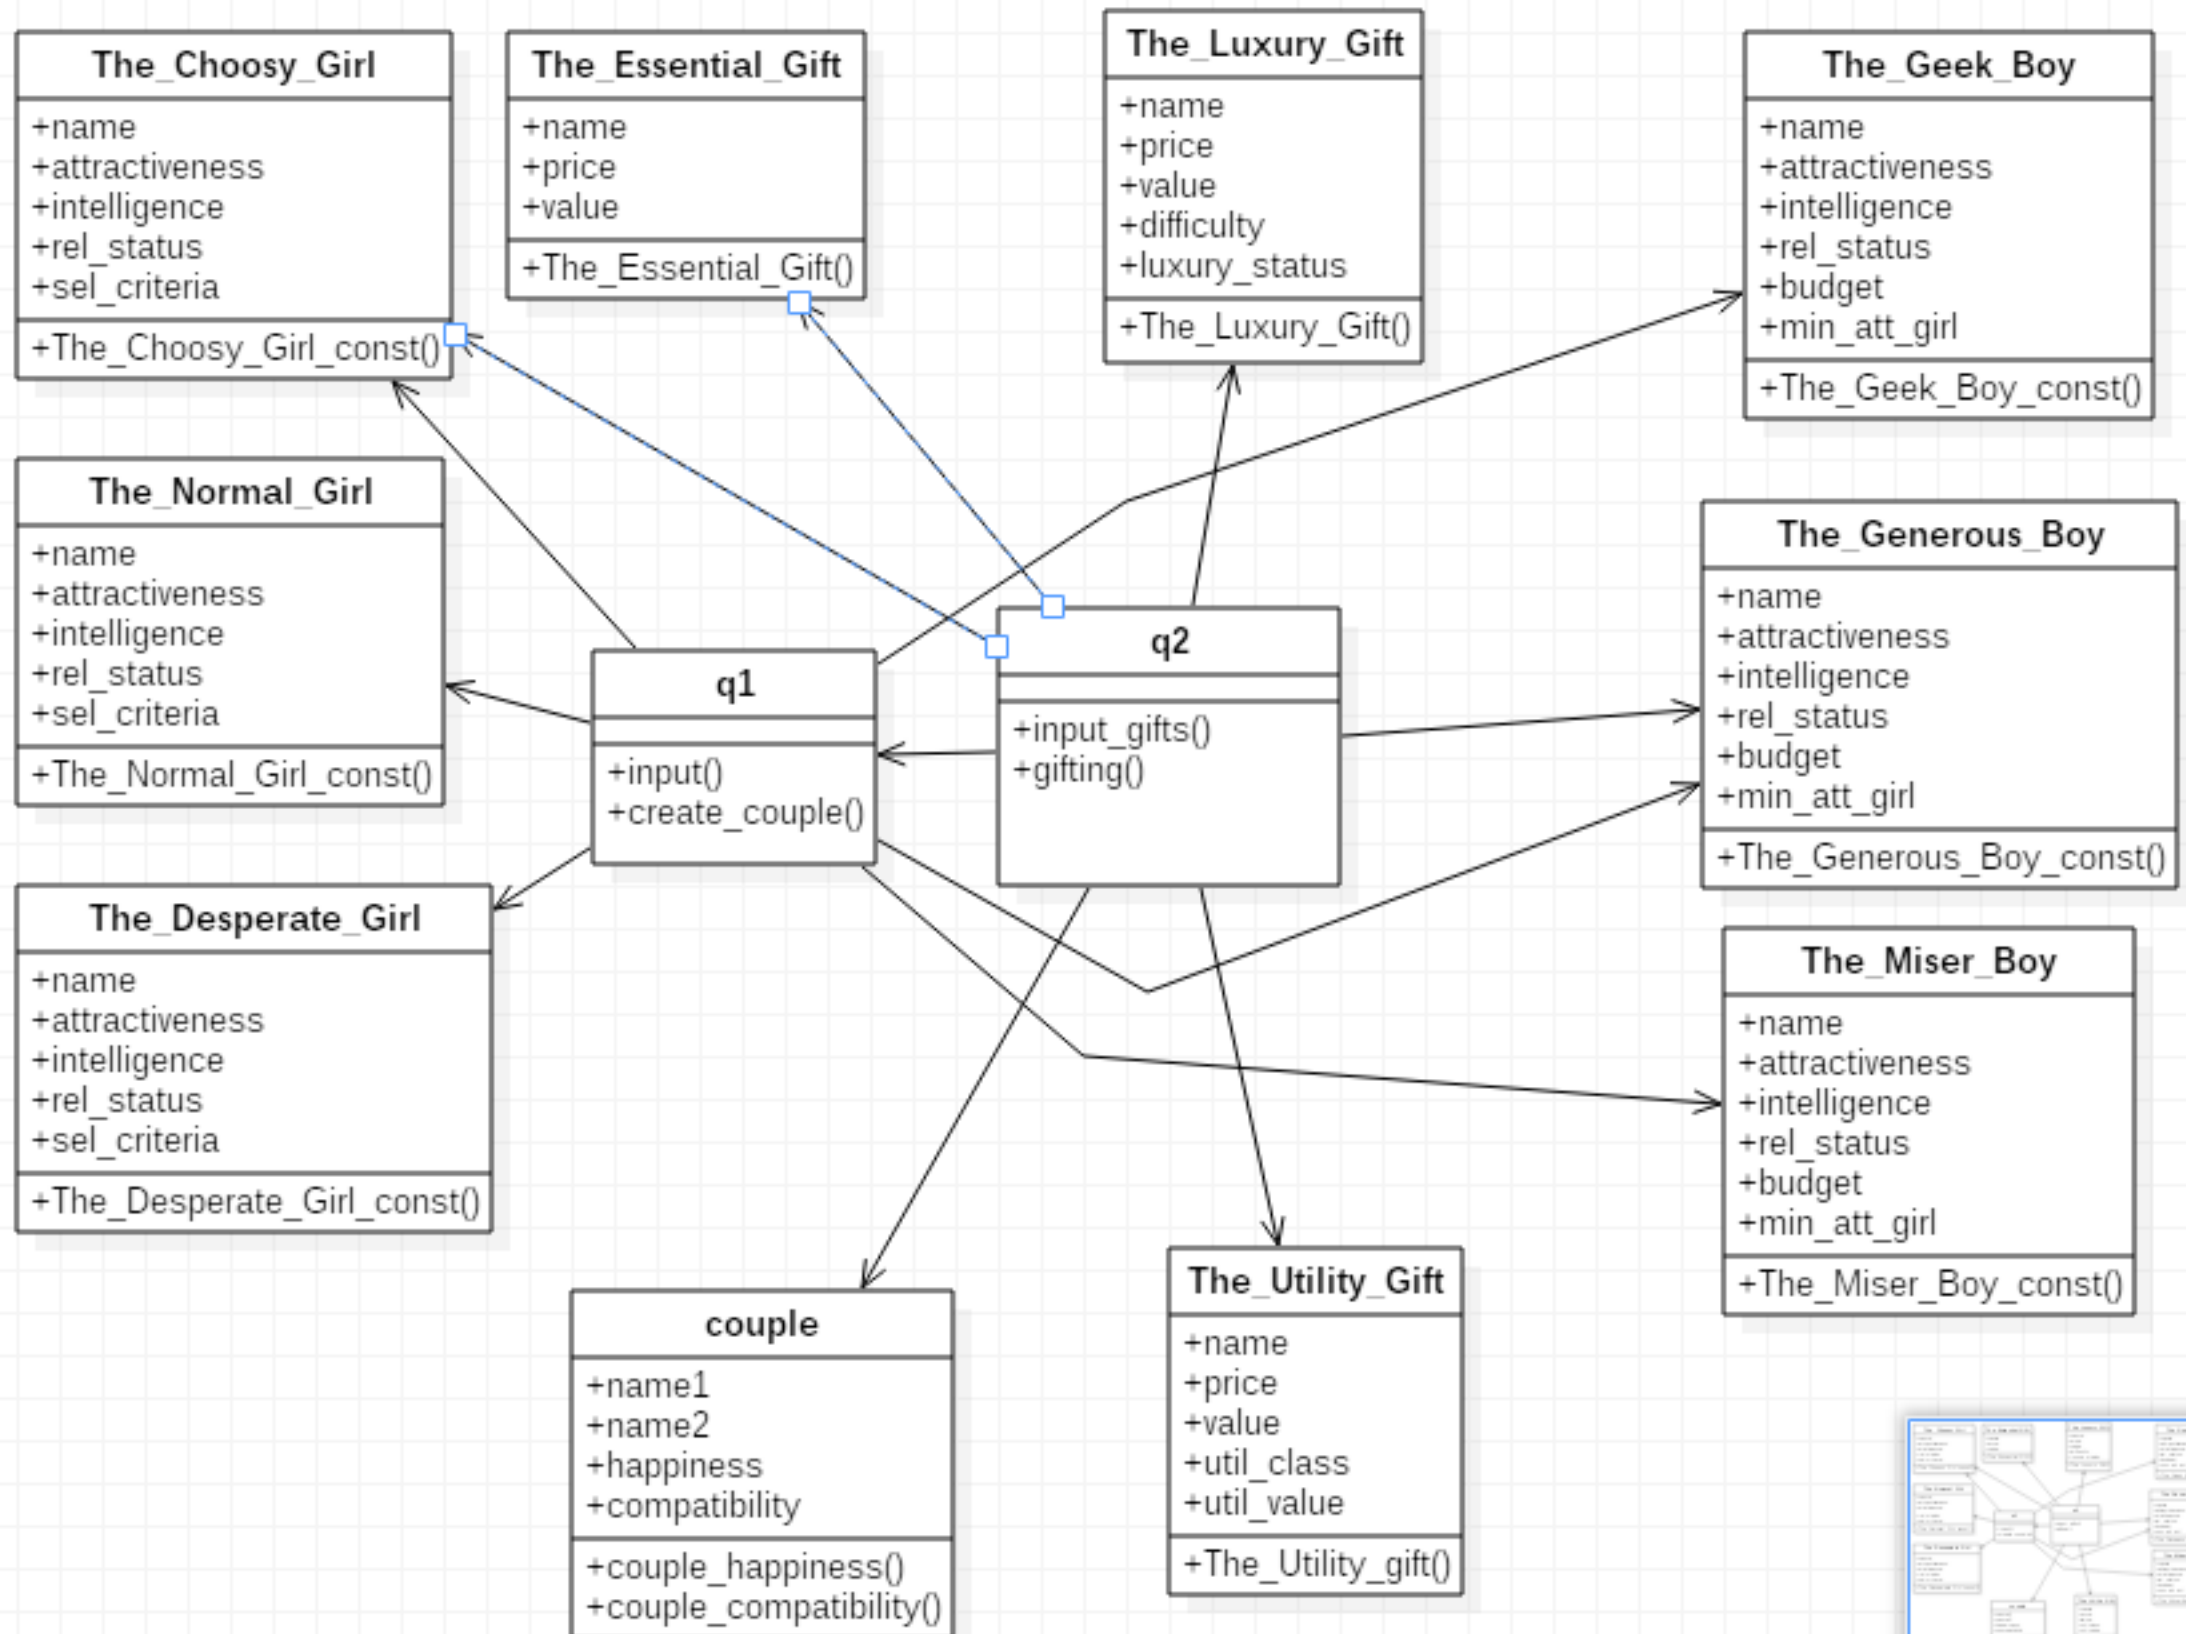 The_Choosy_Girl
+name
+attractiveness
+intelligence
+rel_status
+sel_criteria
+The_Choosy_Girl_const()
The_Essential_Gift
+name
+price
+value
+The_Essential_Gift()
The_Luxury_Gift
+name
+price
+value
+difficulty
+luxury_status
+The_Luxury_Gift()
The_Geek_Boy
+name
+attractiveness
+intelligence
+rel_status
+budget
+min_att_girl
+The_Geek_Boy_const()
The_Normal_Girl
+name
+attractiveness
+intelligence
+rel_status
+sel_criteria
+The_Normal_Girl_const()
q1
+input()
+create_couple()
q2
+input_gifts()
+gifting()
The_Generous_Boy
+name
+attractiveness
+intelligence
+rel_status
+budget
+min_att_girl
+The_Generous_Boy_const()
The_Desperate_Girl
+name
+attractiveness
+intelligence
+rel_status
+sel_criteria
+The_Desperate_Girl_const()
The_Miser_Boy
+name
+attractiveness
+intelligence
+rel_status
+budget
+min_att_girl
+The_Miser_Boy_const()
couple
+name1
+name2
+happiness
+compatibility
+couple_happiness()
+couple_compatibility()
The_Utility_Gift
+name
+price
+value
+util_class
+util_value
+The_Utility_gift()